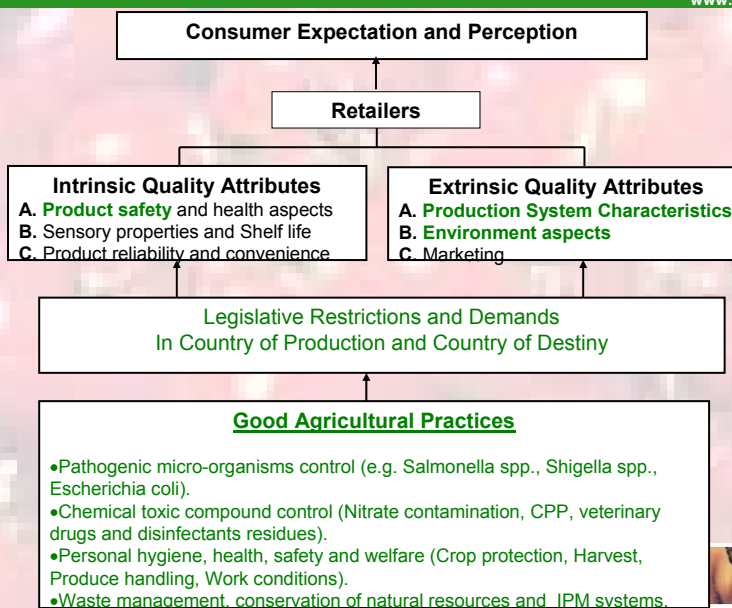 www.
Consumer Expectation and Perception
Retailers
Intrinsic Quality Attributes
A. Product safety and health aspects
B. Sensory properties and Shelf life
C. Product reliability and convenience
Extrinsic Quality Attributes
A. Production System Characteristics
B. Environment aspects
C. Marketing
Legislative Restrictions and Demands
In Country of Production and Country of Destiny
Good Agricultural Practices
•Pathogenic micro-organisms control (e.g. Salmonella spp., Shigella spp.,
Escherichia coli).
•Chemical toxic compound control (Nitrate contamination, CPP, veterinary
drugs and disinfectants residues).
•Personal hygiene, health, safety and welfare (Crop protection, Harvest,
Produce handling, Work conditions).
•Waste management, conservation of natural resources and IPM systems.